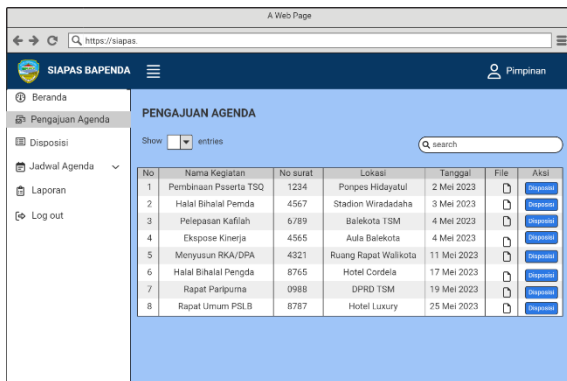 A Web Page
https://siapas.
SIAPAS BAPENDA
Pimpinan
Beranda
Pengajuan Agenda
Disposisi
Jadwal Agenda
Laporan
Log out
PENGAJUAN AGENDA
Show entries
search
No Nama Kegiatan No surat Lokasi Tanggal File Aksi
1 Pembinaan Pserta TSQ 1234 Ponpes Hidayatul 2 Mei 2023 Disposisi
2 Halal Bihalal Pemda 4567 Stadion Wiradadaha 3 Mei 2023 Disposisi
3 Pelepasan Kafilah 6789 Balekota TSM 4 Mei 2023 Disposisi
4 Ekspose Kinerja 4565 Aula Balekota 4 Mei 2023 Disposisi
5 Menyusun RKA/DPA 4321 Ruang Rapat Walikota 11 Mei 2023 Disposisi
6 Halal Bihalal Pengda 8765 Hotel Cordela 17 Mei 2023 Disposisi
7 Rapat Paripurna 0988 DPRD TSM 19 Mei 2023 Disposisi
8 Rapat Umum PSLB 8787 Hotel Luxury 25 Mei 2023 Disposisi